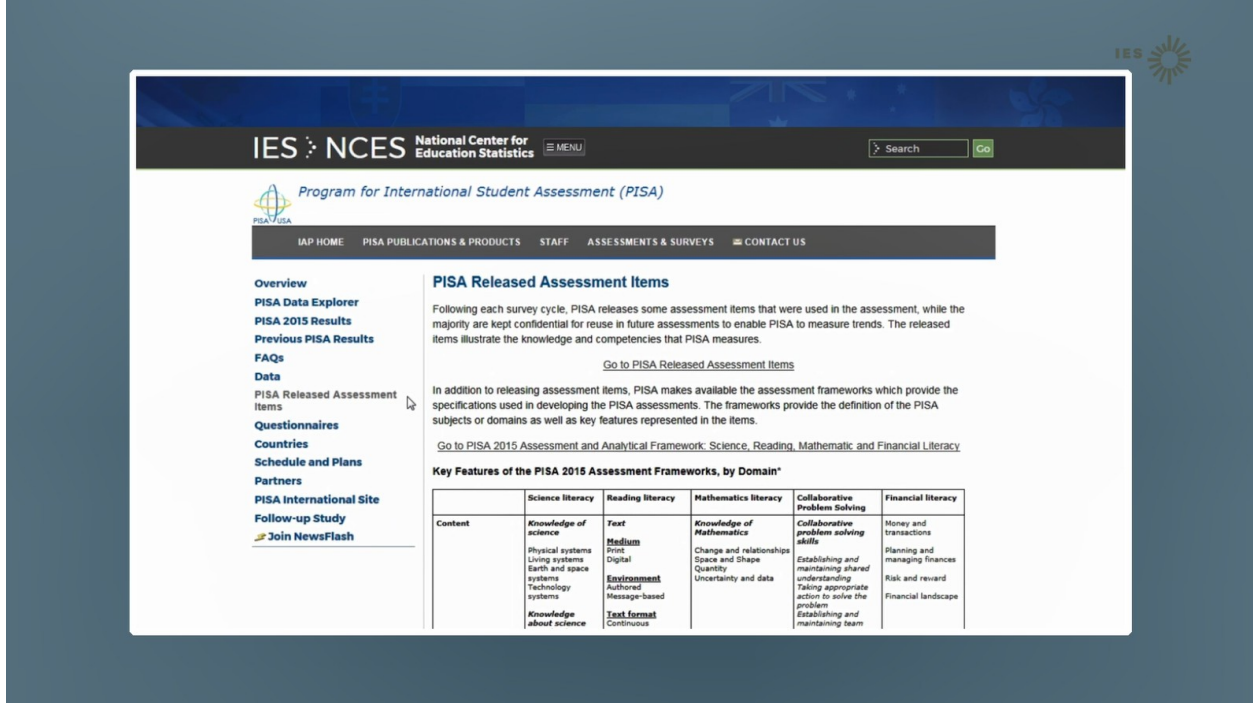 IES
IES NCES National Center for Education Statistics
MENU
Search
Go
PISA USA
Program for International Student Assessment (PISA)
IAP HOME PISA PUBLICATIONS & PRODUCTS STAFF ASSESSMENTS & SURVEYS CONTACT US
Overview
PISA Data Explorer
PISA 2015 Results
Previous PISA Results
FAQs
Data
PISA Released Assessment
Items
Questionnaires
Countries
Schedule and Plans
Partners
PISA International Site
Follow-up Study
Join NewsFlash
PISA Released Assessment Items
Following each survey cycle, PISA releases some assessment items that were used in the assessment, while the
majority are kept confidential for reuse in future assessments to enable PISA to measure trends. The released
items illustrate the knowledge and competencies that PISA measures.
Go to PISA Released Assessment Items
In addition to releasing assessment items, PISA makes available the assessment frameworks which provide the
specifications used in developing the PISA assessments. The frameworks provide the definition of the PISA
subjects or domains as well as key features represented in the items.
Go to PISA 2015 Assessment and Analytical Framework: Science, Reading, Mathematic and Financial Literacy
Key Features of the PISA 2015 Assessment Frameworks, by Domain*
Science literacy
Reading literacy
Mathematics literacy
Collaborative
Problem Solving
Financial literacy
Content
Knowledge of
science
Physical systems
Living systems
Earth and space
systems
Technology
systems
Knowledge
about science
Text
Medium
Print
Digital
Environment
Authored
Message-based
Text format
Continuous
Knowledge of
Mathematics
Change and relationships
Space and Shape
Quantity
Uncertainty and data
Collaborative
problem solving
skills
Establishing and
maintaining shared
understanding
Taking appropriate
action to solve the
problem
Establishing and
maintaining team
Money and
transactions
Planning and
managing finances
Risk and reward
Financial landscape